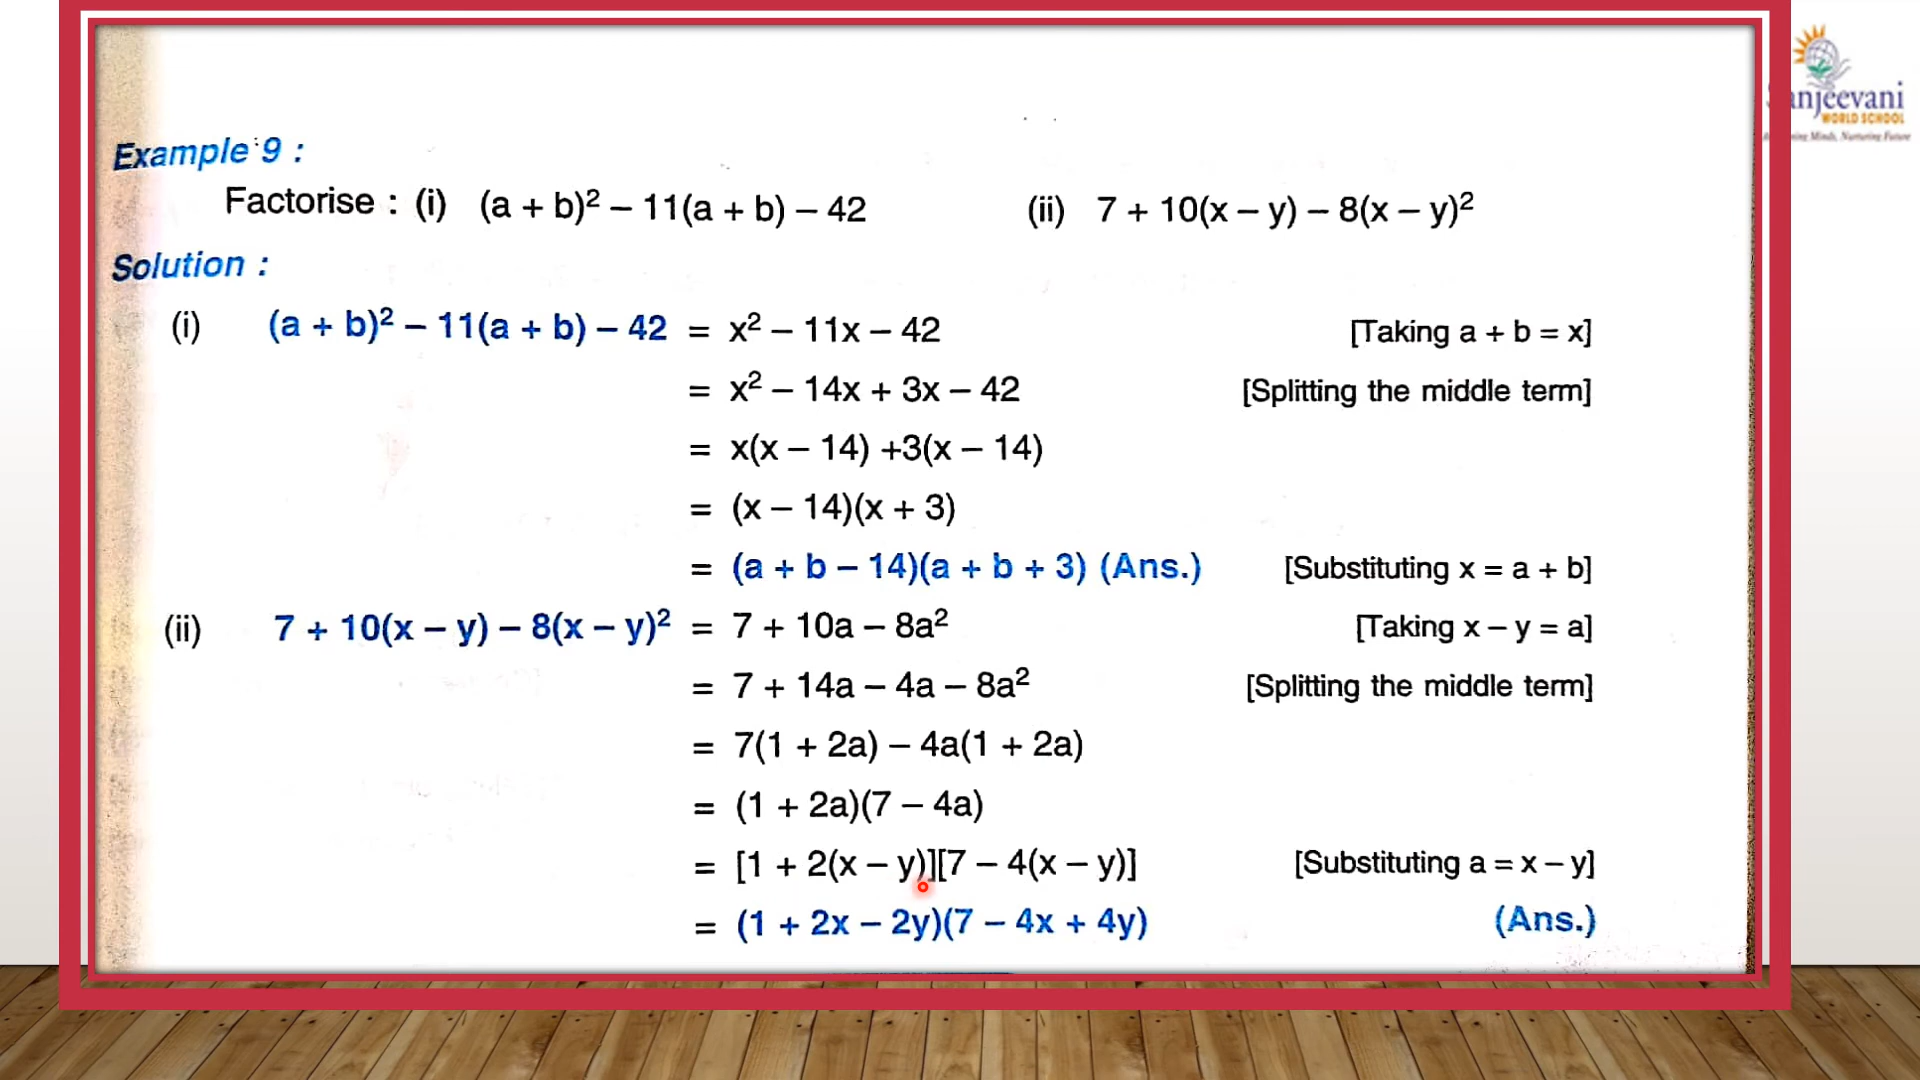 Sanjeevani
WORLD SCHOOL
Minds, Nurturing Future
Example 9 :
Factorise : (i) (a + b)² – 11(a + b) – 42 (ii) 7 + 10(x – y) – 8(x – y)²
Solution :
(i) (a + b)² – 11(a + b) – 42 = x² – 11x – 42 [Taking a + b = x]
= x² – 14x + 3x – 42 [Splitting the middle term]
= x(x – 14) +3(x – 14)
= (x – 14)(x + 3)
= (a + b – 14)(a + b + 3) (Ans.) [Substituting x = a + b]
(ii) 7 + 10(x – y) – 8(x – y)² = 7 + 10a – 8a² [Taking x – y = a]
= 7 + 14a – 4a – 8a² [Splitting the middle term]
= 7(1 + 2a) – 4a(1 + 2a)
= (1 + 2a)(7 – 4a)
= [1 + 2(x – y)][7 – 4(x – y)] [Substituting a = x – y]
= (1 + 2x – 2y)(7 – 4x + 4y) (Ans.)